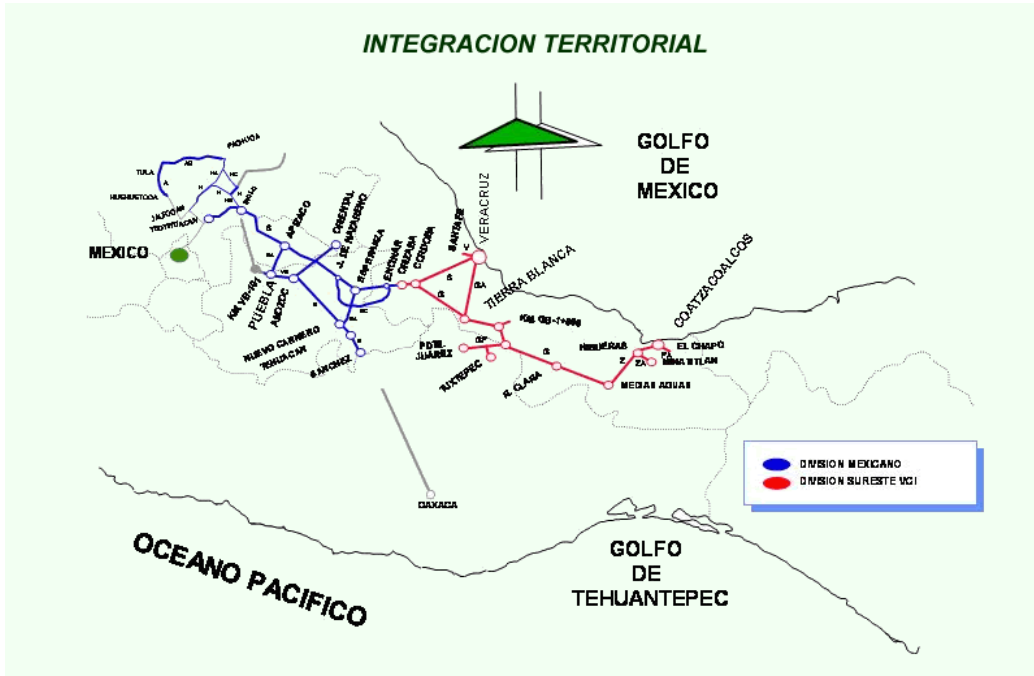 INTEGRACION TERRITORIAL
GOLFO
DE
MEXICO
PACHUCA
TULA
HUEHUETOCA
JALTOCAN
TEOTIHUACAN
MEXICO
APIZACO
ORIENTAL
J. DE NAZARENO
ESPERANZA
ENCINAR
ORIZABA
CORDOBA
SANTA FE
VERACRUZ
TIERRA BLANCA
COATZACOALCOS
PUEBLA
AMOZOC
NUEVO CARNERO
TEHUACAN
SANCHEZ
PDTE.
JUAREZ
TUXTEPEC
R. CLARA
HIBUERAS
EL CHAPO
MINATITLAN
MEDIAS AGUAS
DIVISION MEXICANO
DIVISION SURESTE VCI
OAXACA
OCEANO PACIFICO
GOLFO
DE
TEHUANTEPEC